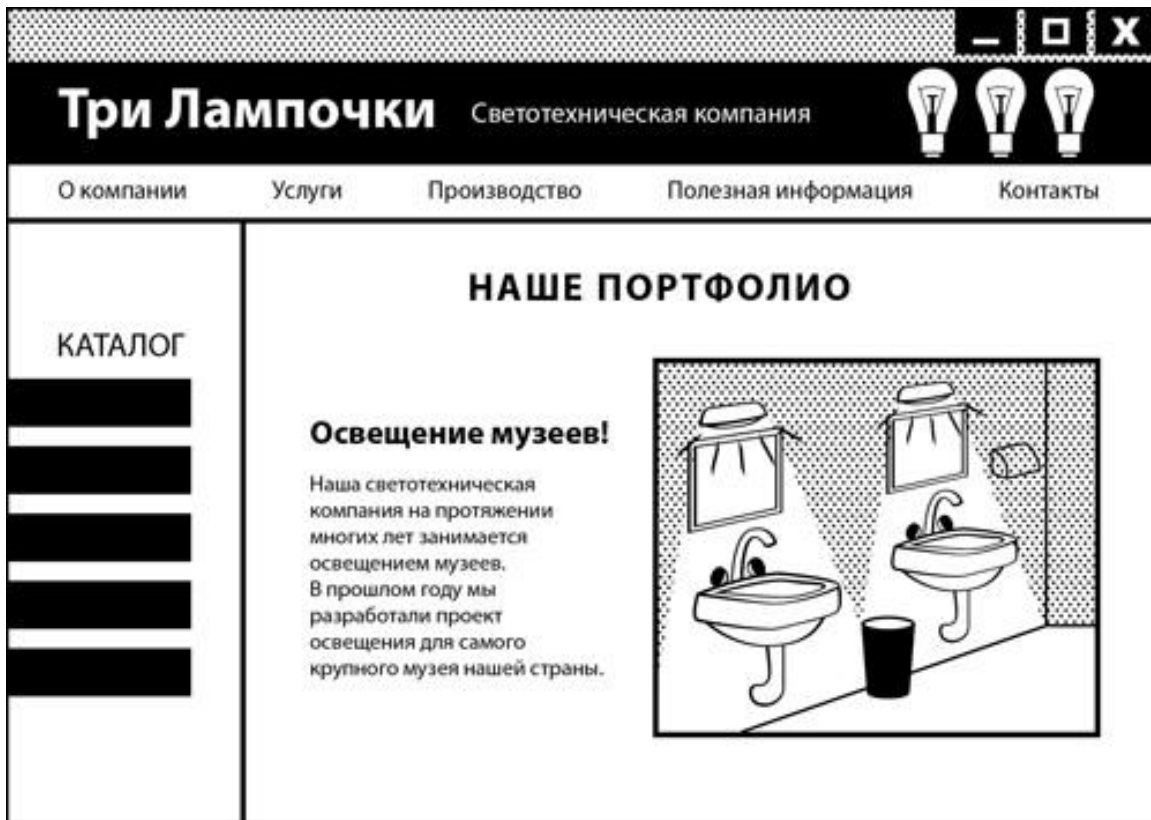 Три Лампочки Светотехническая компания
О компании Услуги Производство Полезная информация Контакты
НАШЕ ПОРТФОЛИО
КАТАЛОГ
Освещение музеев!
Наша светотехническая
компания на протяжении
многих лет занимается
освещением музеев.
В прошлом году мы
разработали проект
освещения для самого
крупного музея нашей страны.